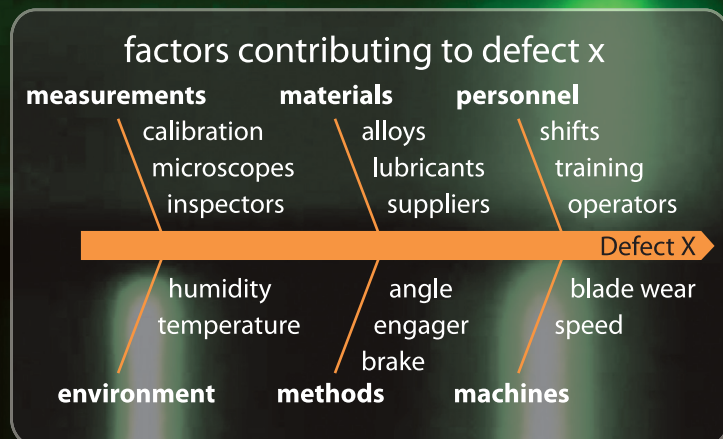 factors contributing to defect x
measurements materials personnel
calibration alloys shifts
microscopes lubricants training
inspectors suppliers operators
Defect X
humidity angle blade wear
temperature engager speed
brake
environment methods machines